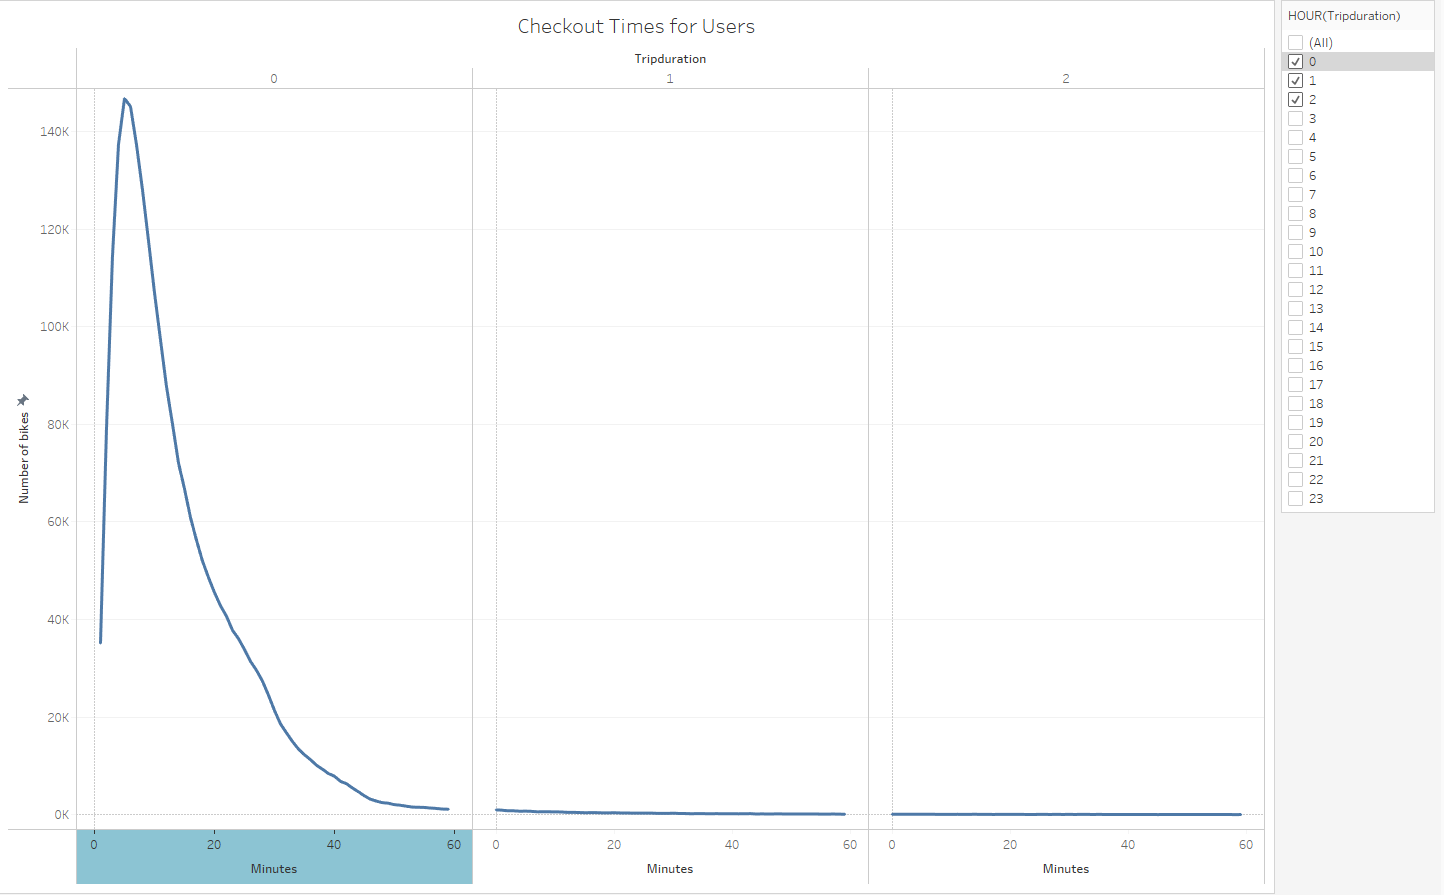 Checkout Times for Users
Tripduration
0 1 2
140K
120K
100K
80K
60K
40K
20K
0K
Number of bikes
0 20 40 60 0 20 40 60 0 20 40 60
Minutes Minutes Minutes
HOUR(Tripduration)
(All)
0
1
2
3
4
5
6
7
8
9
10
11
12
13
14
15
16
17
18
19
20
21
22
23